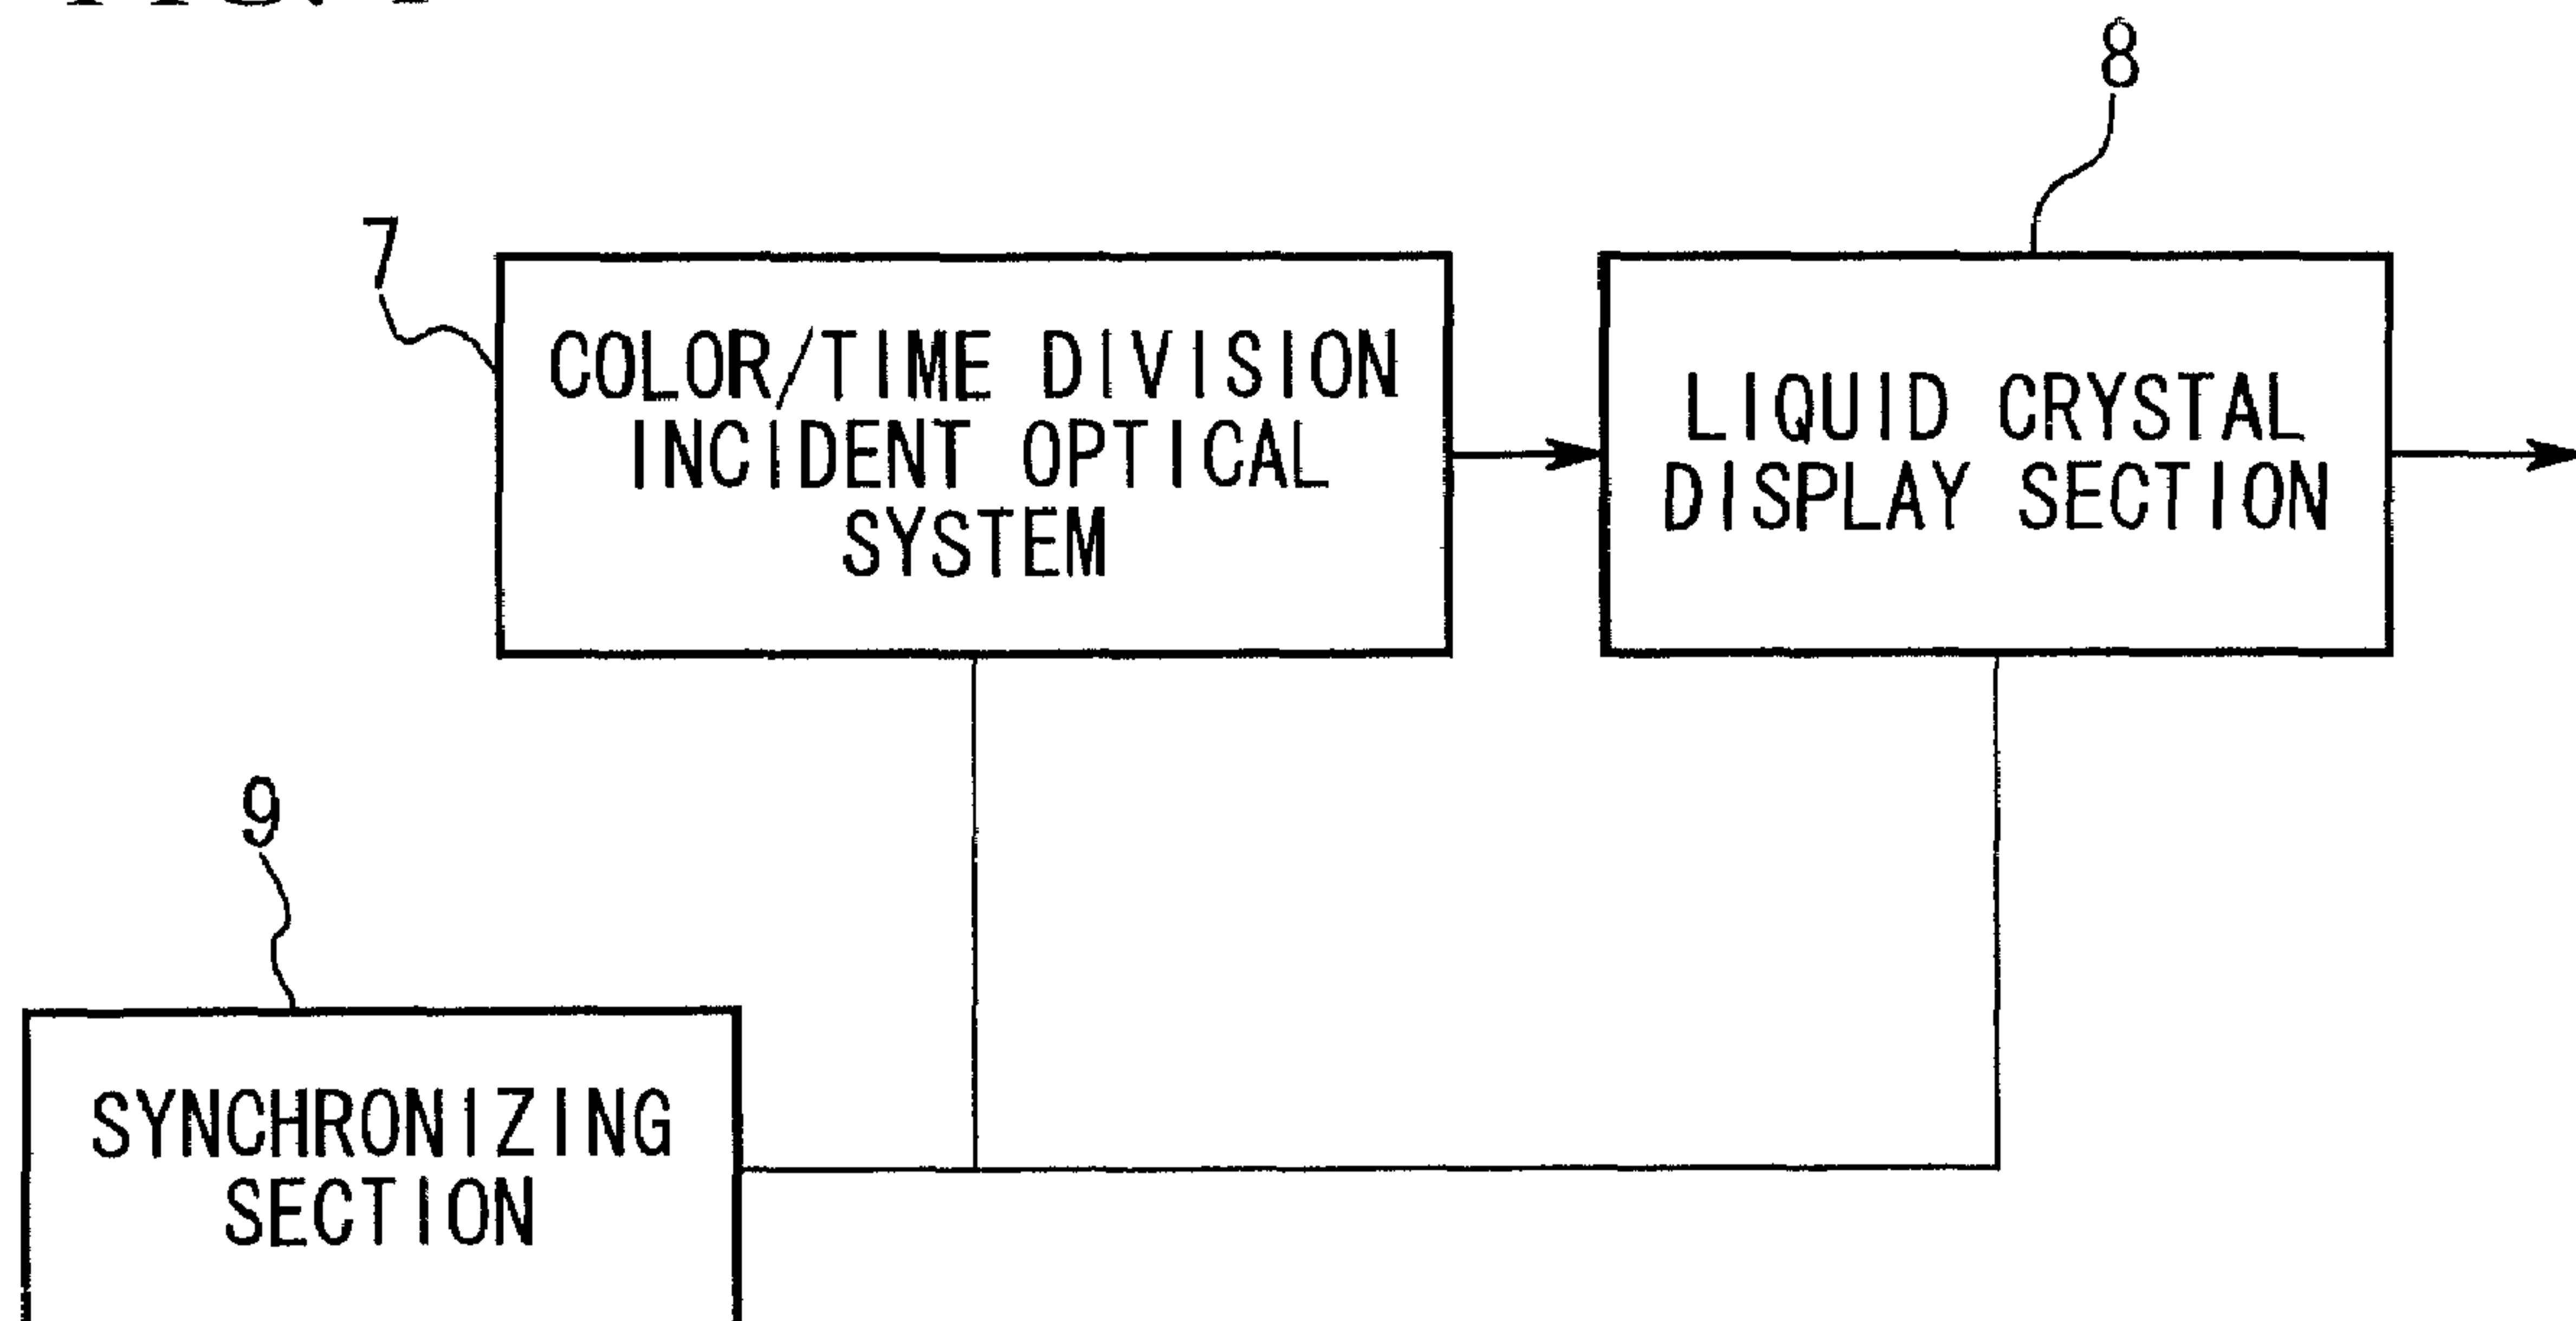 8
7
COLOR/TIME DIVISION
INCIDENT OPTICAL
SYSTEM
LIQUID CRYSTAL
DISPLAY SECTION
9
SYNCHRONIZING
SECTION